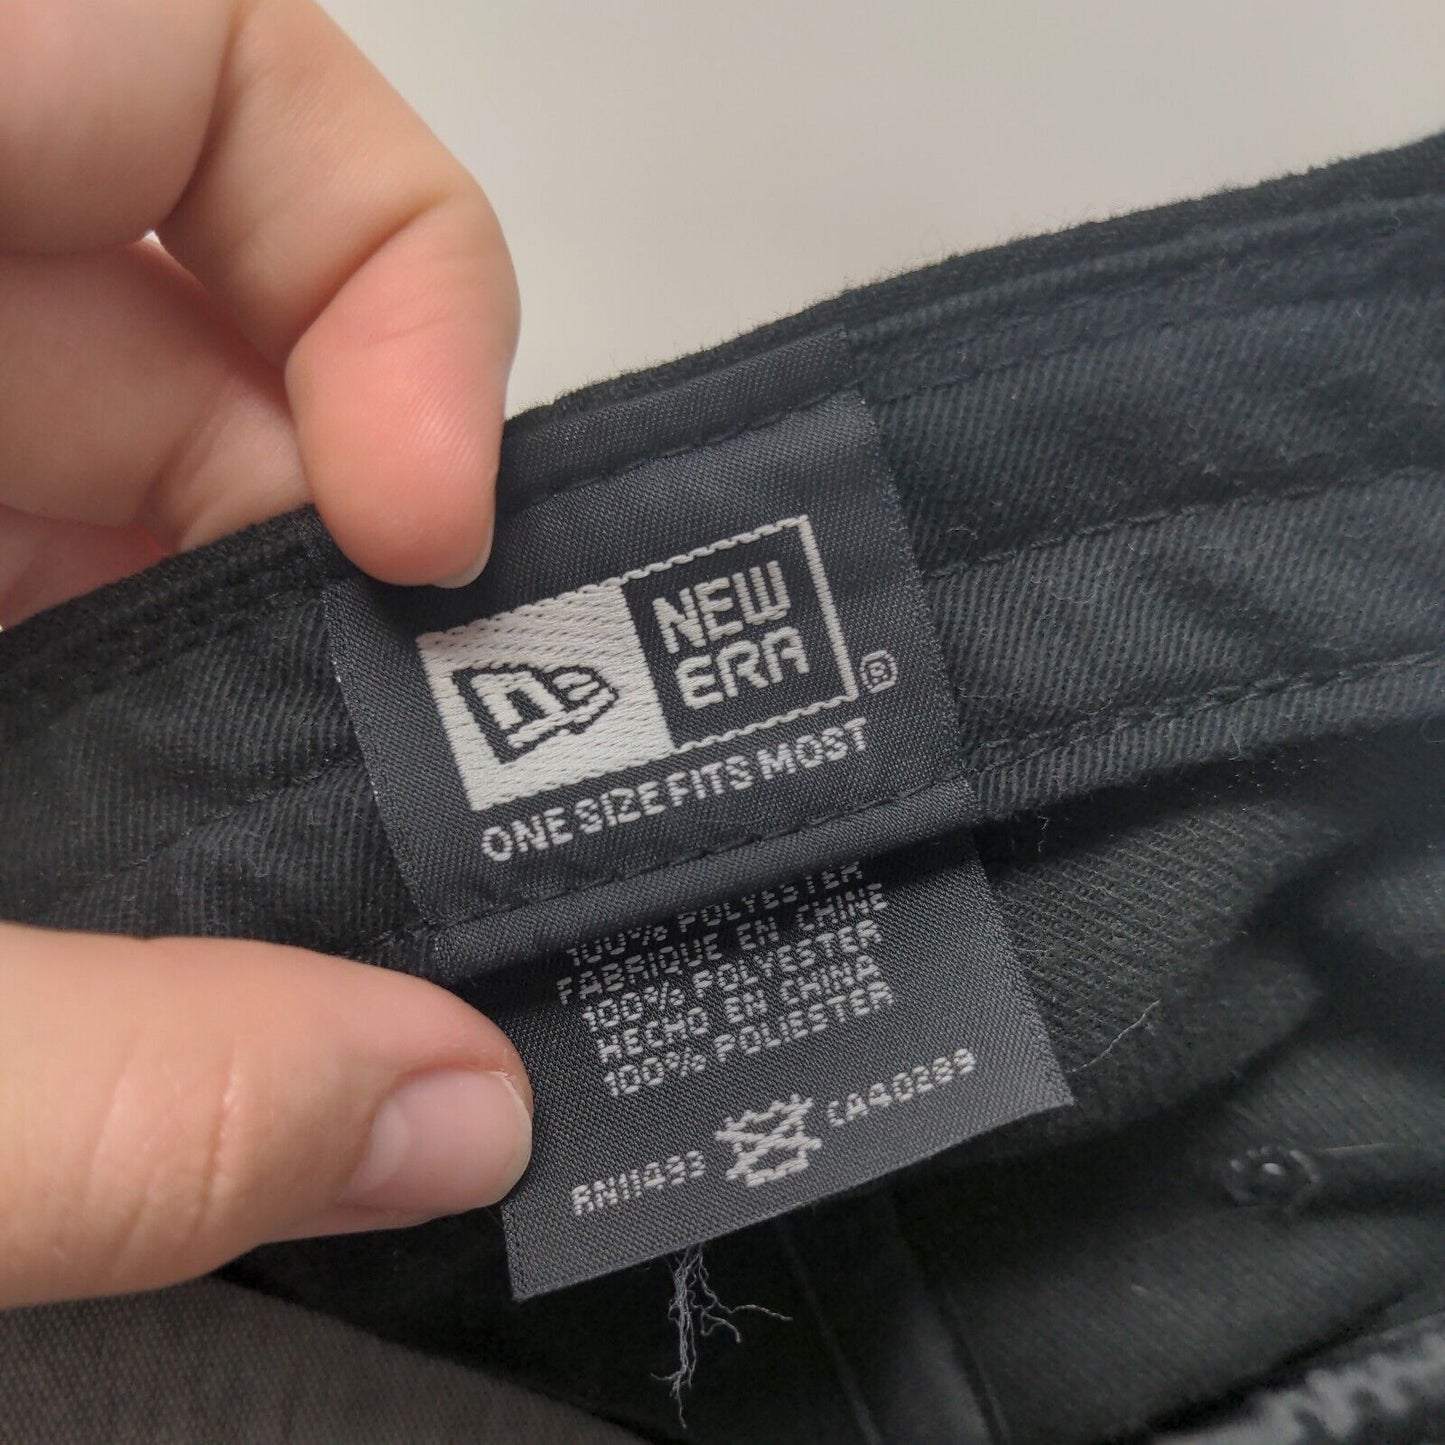 NEW
ERA
®
ONE SIZE FITS MOST
100% POLYESTER
FABRIQUE EN CHINE
100% POLYESTER
HECHO EN CHINA
100% POLIESTER
RN11493 CA40289